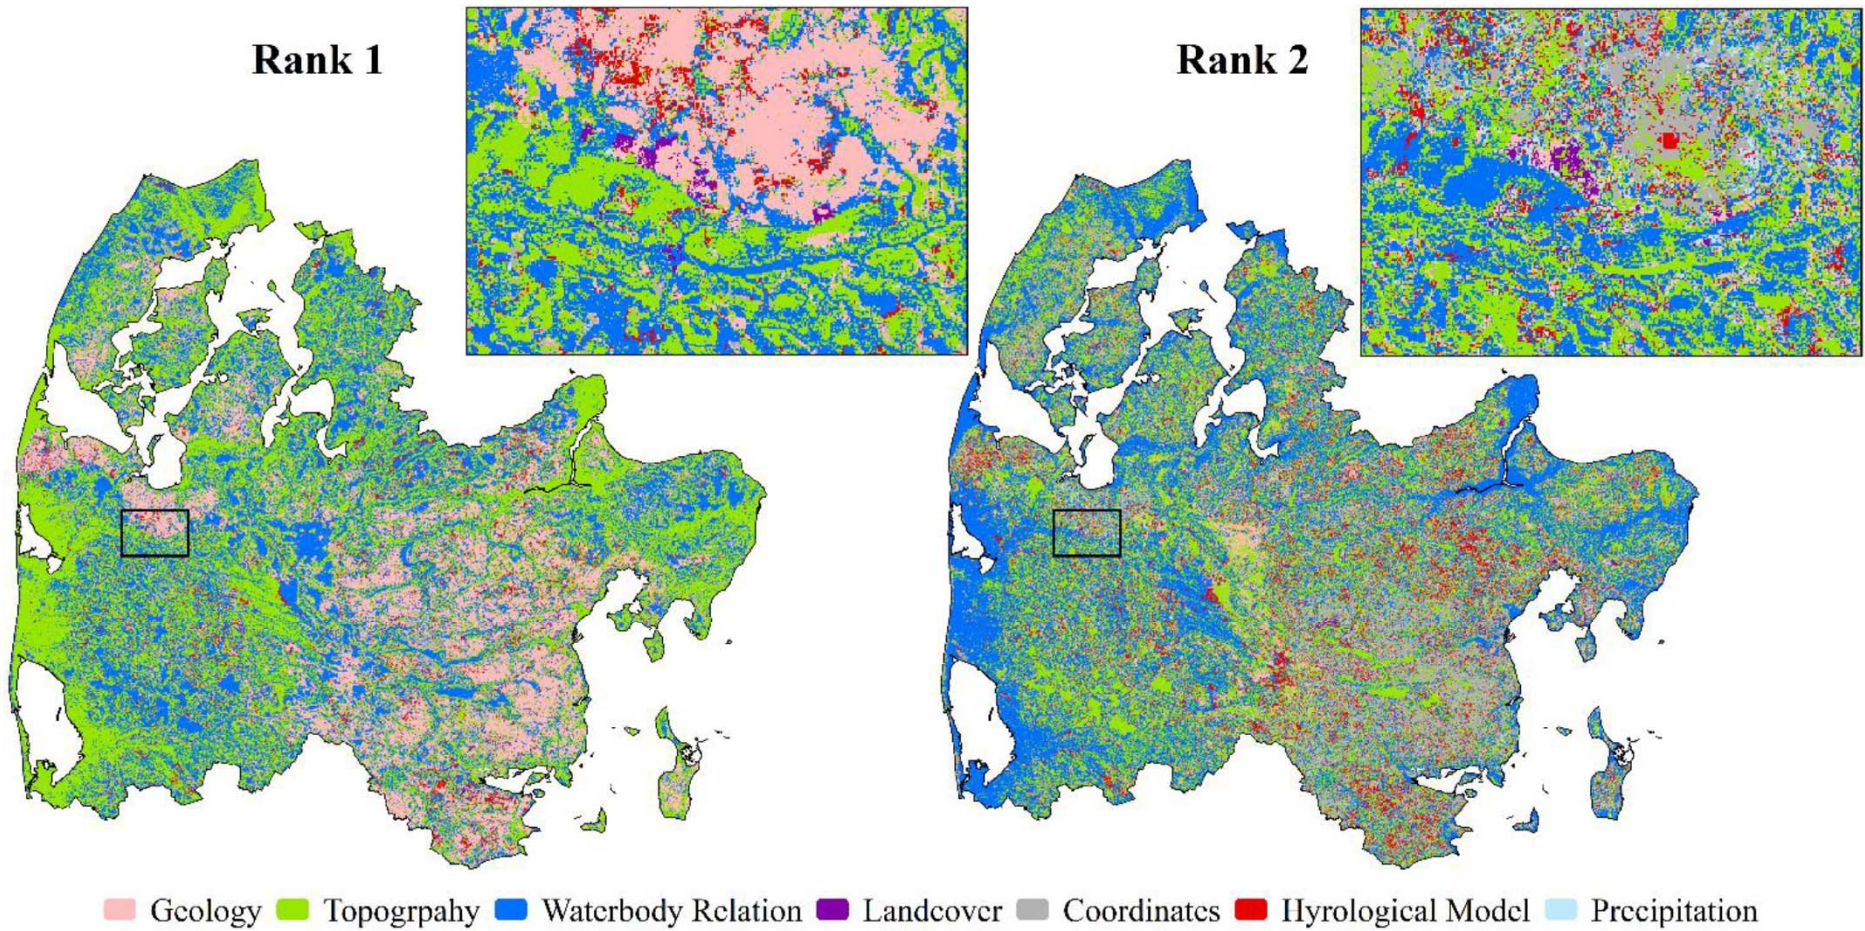 Rank 1
Rank 2
Geology Topogrpahy Waterbody Relation Landcover Coordinates Hyrological Model Precipitation